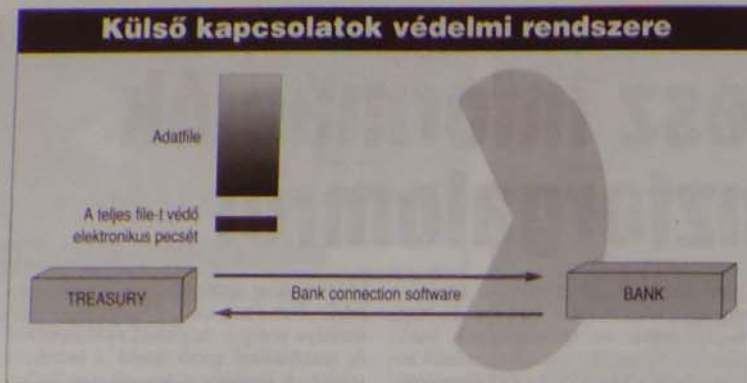 Külső kapcsolatok védelmi rendszere
Adatfile
A teljes file-t védő
elektronikus pecsét
TREASURY
Bank connection software
BANK